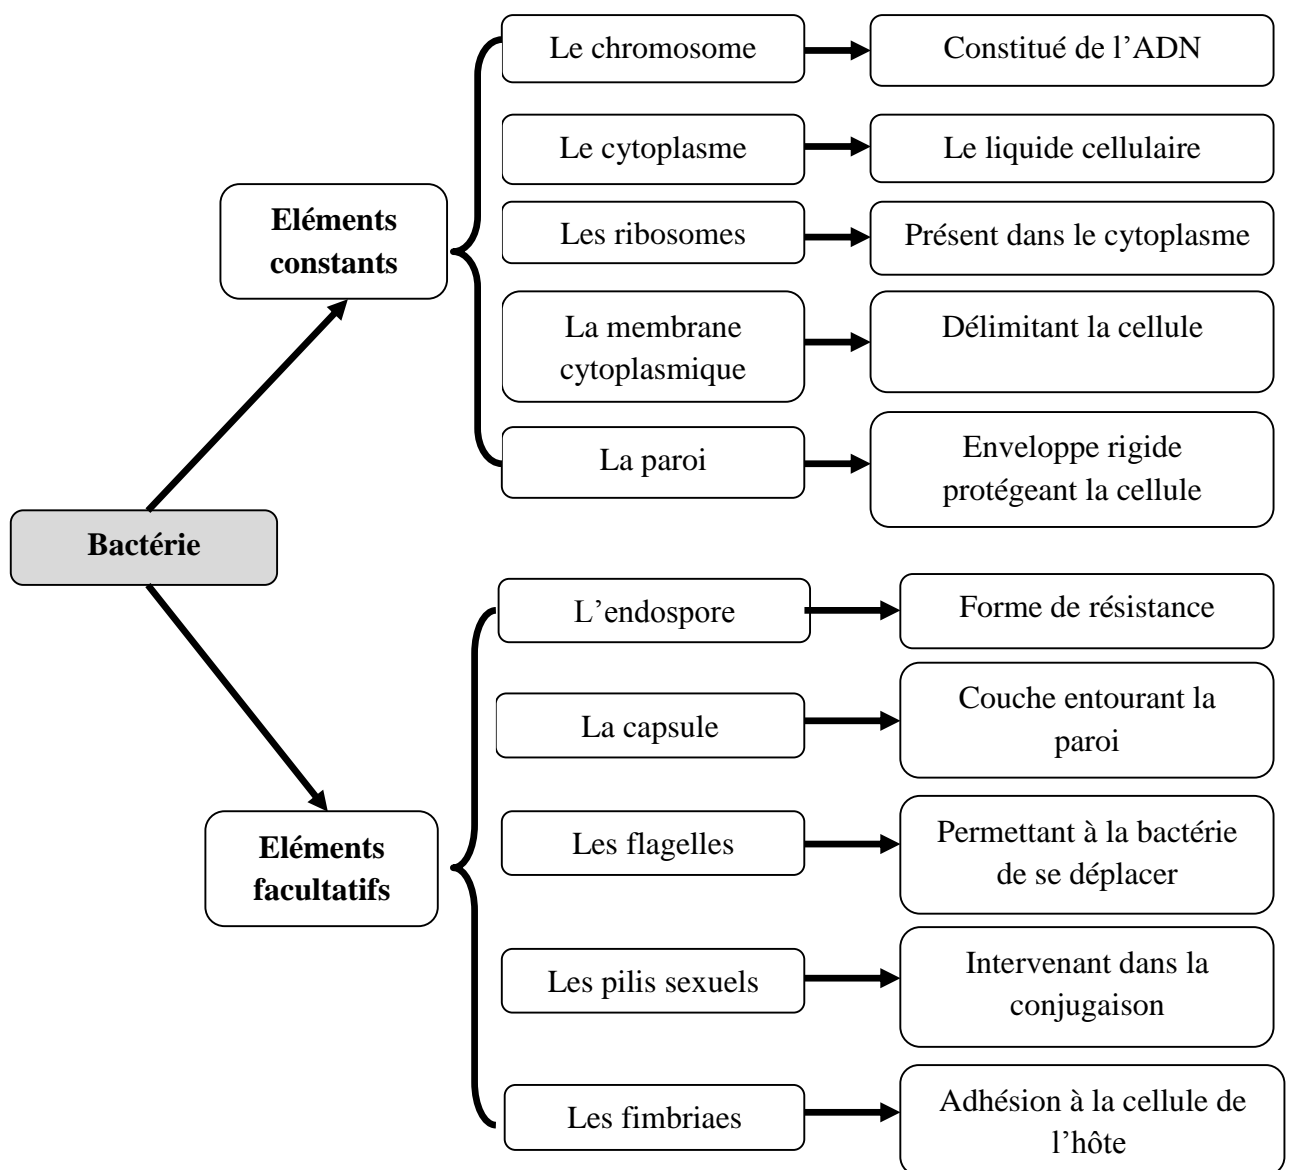 Le chromosome
Constitué de l’ADN
Le cytoplasme
Le liquide cellulaire
Eléments
constants
Les ribosomes
Présent dans le cytoplasme
La membrane
cytoplasmique
Délimitant la cellule
La paroi
Enveloppe rigide
protégeant la cellule
Bactérie
L’endospore
Forme de résistance
La capsule
Couche entourant la
paroi
Eléments
facultatifs
Les flagelles
Permettant à la bactérie
de se déplacer
Les pilis sexuels
Intervenant dans la
conjugaison
Les fimbriaes
Adhésion à la cellule de
l’hôte